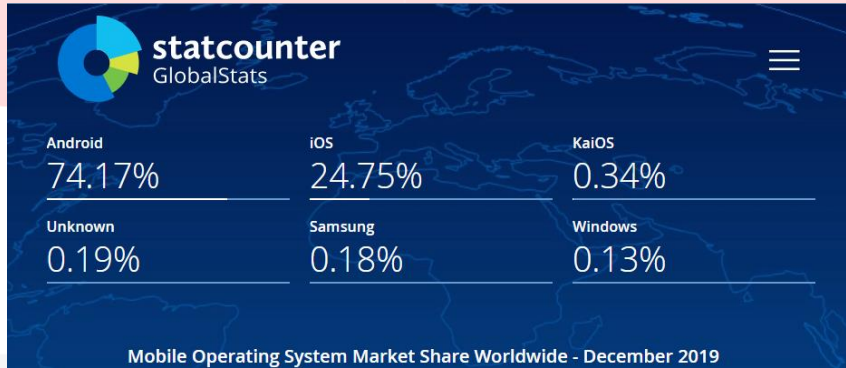 statcounter
GlobalStats
Android iOS KaiOS
74.17% 24.75% 0.34%
Unknown Samsung Windows
0.19% 0.18% 0.13%
Mobile Operating System Market Share Worldwide - December 2019